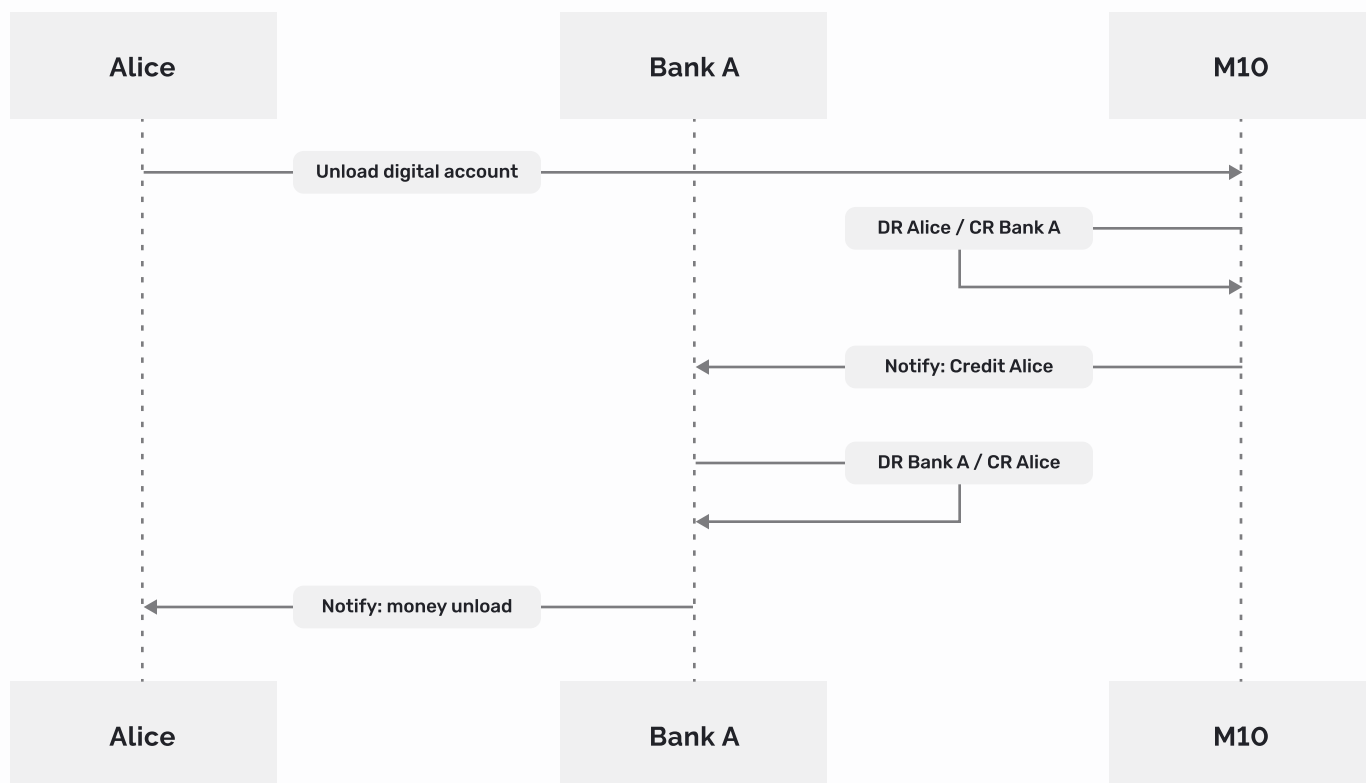 Alice
Bank A
M10
Unload digital account
DR Alice / CR Bank A
Notify: Credit Alice
DR Bank A / CR Alice
Notify: money unload
Alice
Bank A
M10